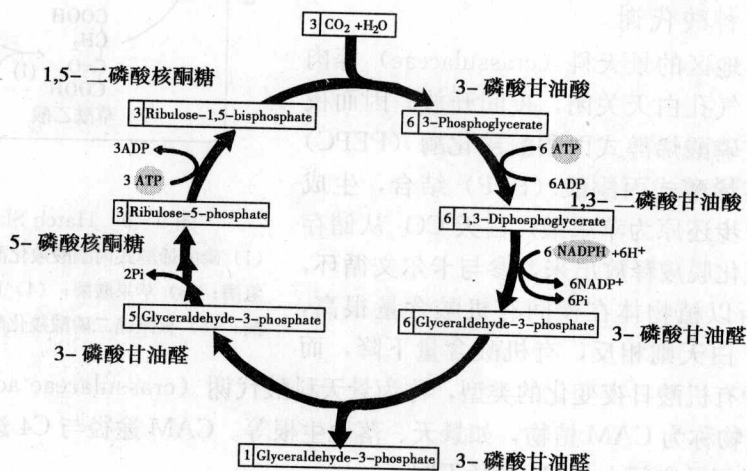 3 CO₂ +H₂O
1,5- 二磷酸核酮糖
3- 磷酸甘油酸
3 Ribulose-1,5-bisphosphate
6 3-Phosphoglycerate
3ADP
3 ATP
6 ATP
6ADP
1,3- 二磷酸甘油酸
3 Ribulose-5-phosphate
6 1,3-Diphosphoglycerate
5- 磷酸核酮糖
6 NADPH +6H⁺
2Pi
6NADP⁺
6Pi
5 Glyceraldehyde-3-phosphate
6 Glyceraldehyde-3-phosphate
3- 磷酸甘油醛
3- 磷酸甘油醛
1 Glyceraldehyde-3-phosphate
3- 磷酸甘油醛